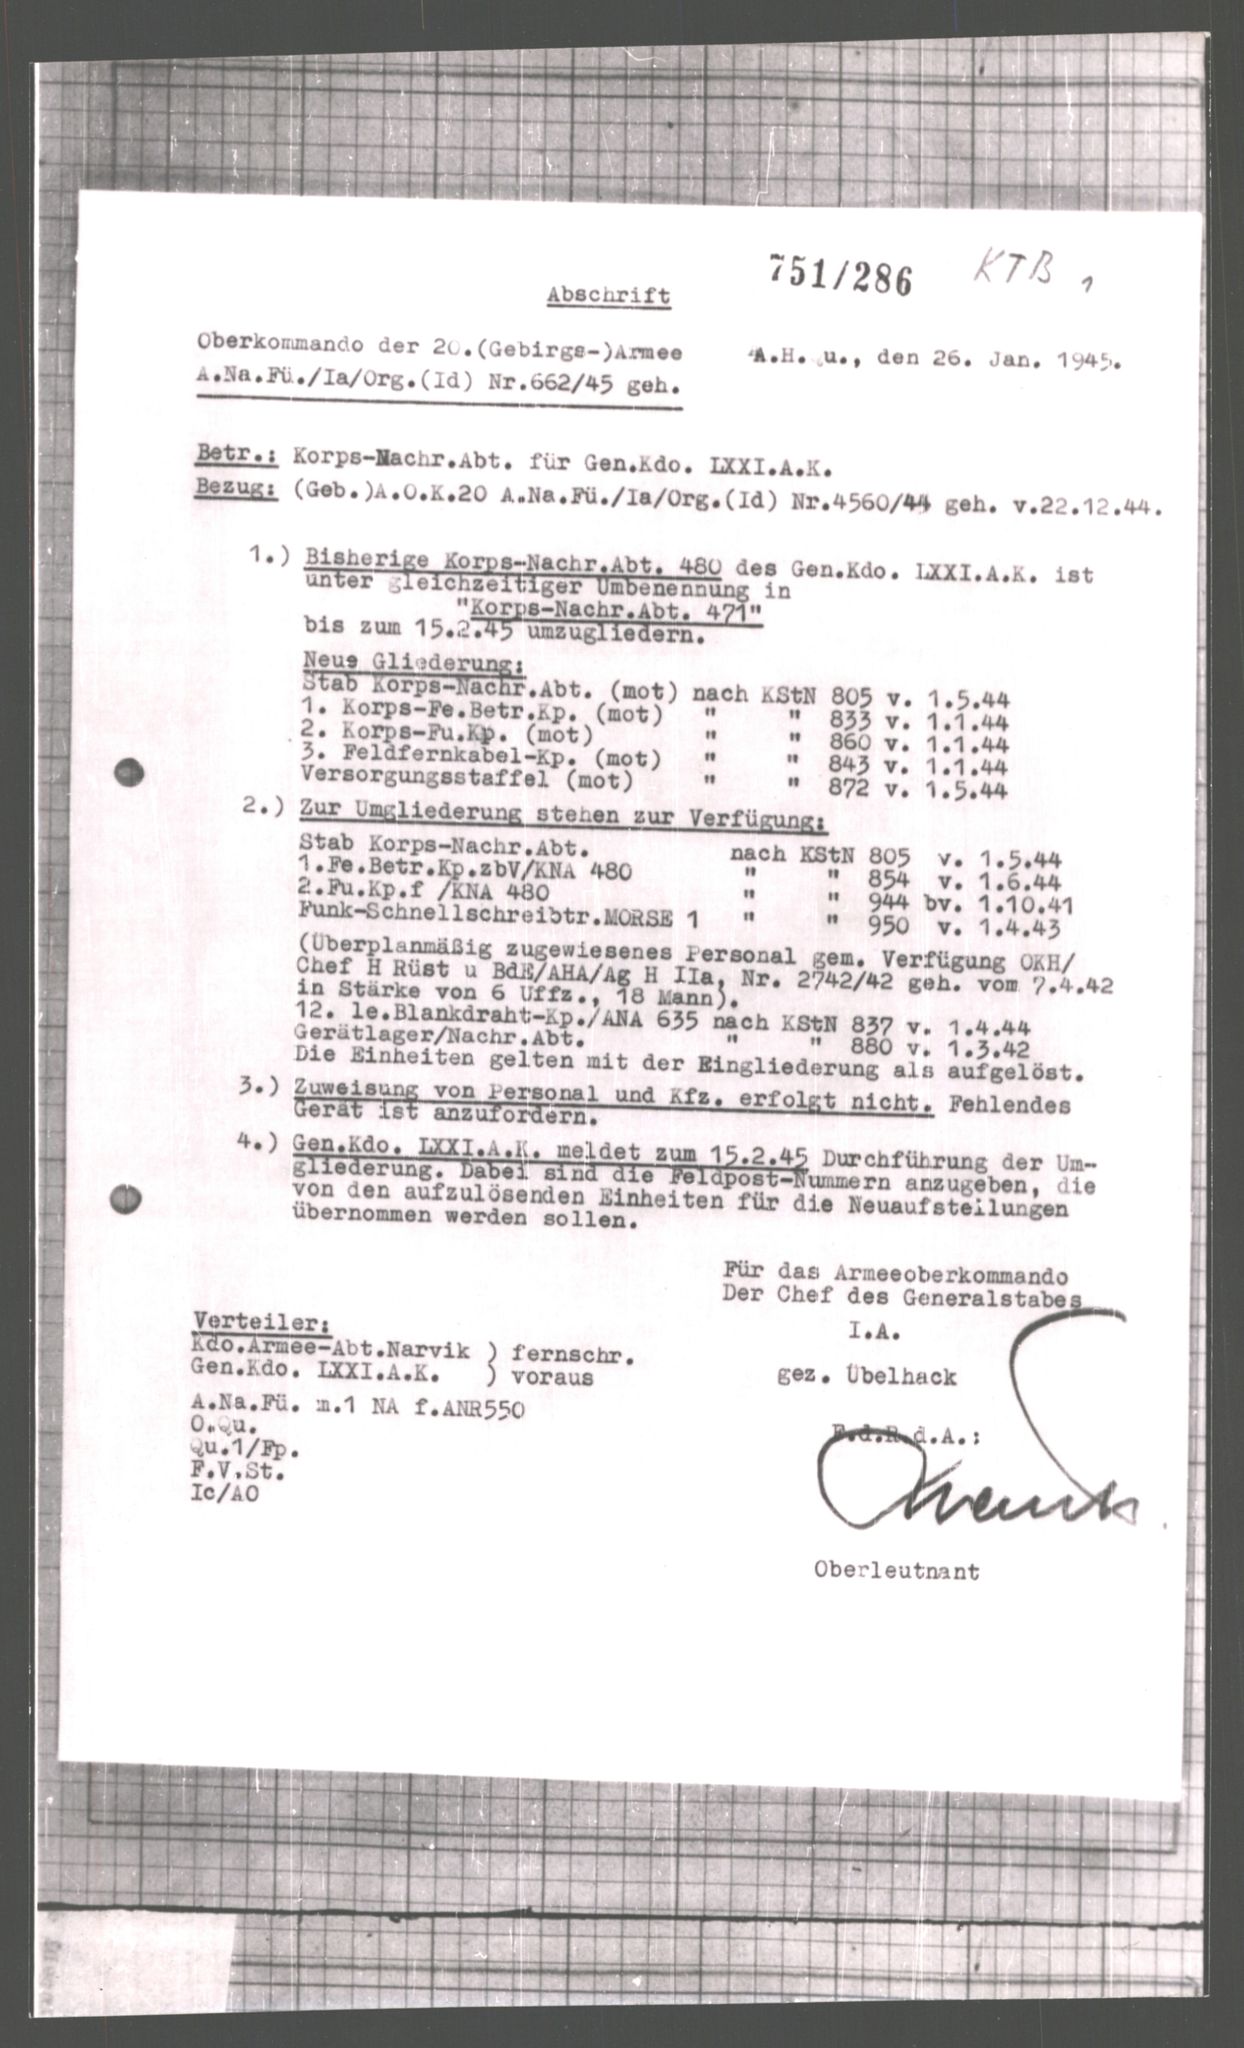 751/286 KTB
Abschrift
Oberkommando der 20.(Gebirgs-)Armee A.H. u., den 26. Jan. 1945.
A.Na.Fü./Ia/Org.(Id) Nr.662/45 geh.
Betr.: Korps-Nachr.Abt. für Gen.Kdo. LXXI.A.K.
Bezug: (Geb.)A.O.K.20 A.Na.Fü./Ia/Org.(Id) Nr.4560/44 geh. v.22.12.44.
1.) Bisherige Korps-Nachr.Abt. 480 des Gen.Kdo. LXXI.A.K. ist
unter gleichzeitiger Umbenennung in
"Korps-Nachr.Abt. 471"
bis zum 15.2.45 umzugliedern.
Neue Gliederung:
Stab Korps-Nachr.Abt. (mot) nach KStN 805 v. 1.5.44
1. Korps-Fe.Betr.Kp. (mot) " " 833 v. 1.1.44
2. Korps-Fu.Kp. (mot) " " 860 v. 1.1.44
3. Feldfernkabel-Kp. (mot) " " 843 v. 1.1.44
Versorgungsstaffel (mot) " " 872 v. 1.5.44
2.) Zur Umgliederung stehen zur Verfügung:
Stab Korps-Nachr.Abt. nach KStN 805 v. 1.5.44
1.Fe.Betr.Kp.zbV/KNA 480 " " 854 v. 1.6.44
2.Fu.Kp.f /KNA 480 " " 944 bv. 1.10.41
Funk-Schnellschreibtr.MORSE 1 " " 950 v. 1.4.43
(Überplanmäßig zugewiesenes Personal gem. Verfügung OKH/
Chef H Rüst u BdE/AHA/Ag H IIa, Nr. 2742/42 geh. vom 7.4.42
in Stärke von 6 Uffz., 18 Mann).
12. le.Blankdraht-Kp./ANA 635 nach KStN 837 v. 1.4.44
Gerätlager/Nachr.Abt. " " 880 v. 1.3.42
Die Einheiten gelten mit der Eingliederung als aufgelöst.
3.) Zuweisung von Personal und Kfz. erfolgt nicht. Fehlendes
Gerät ist anzufordern.
4.) Gen.Kdo. LXXI.A.K. meldet zum 15.2.45 Durchführung der Um-
gliederung. Dabei sind die Feldpost-Nummern anzugeben, die
von den aufzulösenden Einheiten für die Neuaufstellungen
übernommen werden sollen.
Für das Armeeoberkommando
Der Chef des Generalstabes
I.A.
gez. Übelhack
F.d.R.d.A.:
Oberleutnant
Verteiler:
Kdo.Armee-Abt.Narvik ) fernschr.
Gen.Kdo. LXXI.A.K. ) voraus
A.Na.Fü. m.1 NA f.ANR550
O.Qu.
Qu.1/Fp.
F.V.St.
Ic/AO